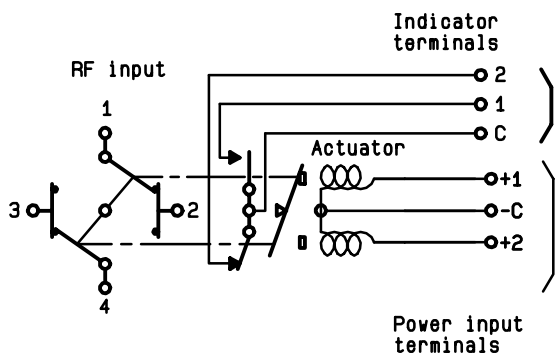 Indicator
terminals
RF input
2
1
1
C
Actuator
+1
3
2
-C
+2
4
Power input
terminals